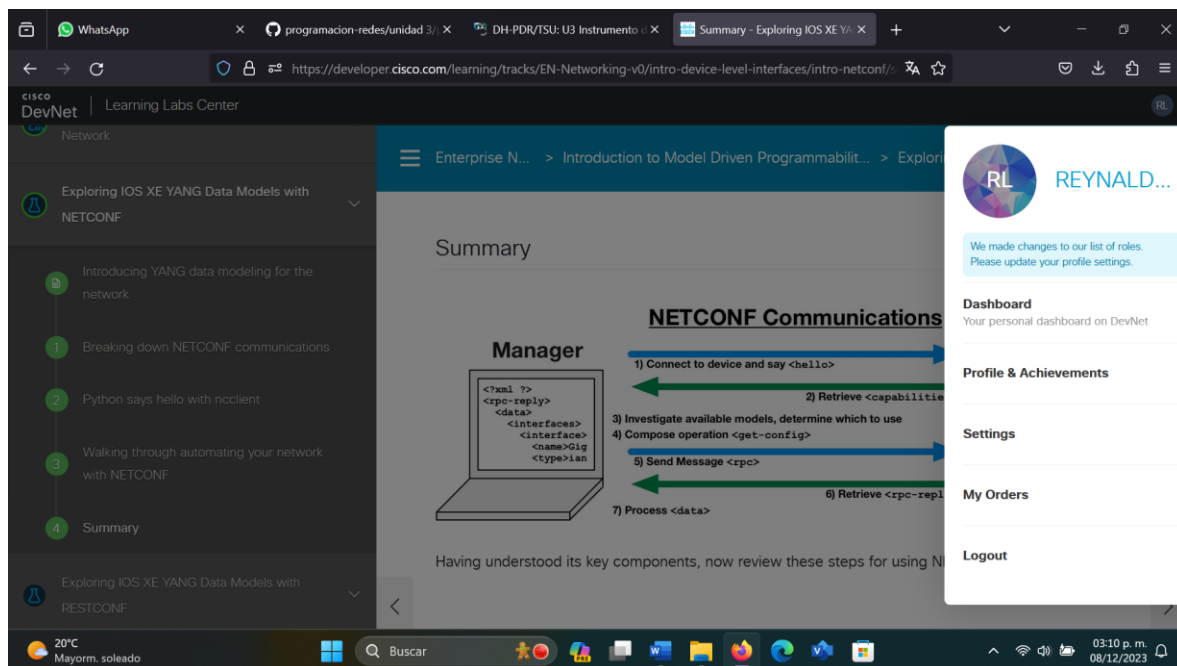 WhatsApp
programacion-redes/unidad 3/
DH-PDR/TSU: U3 Instrumento d
Summary - Exploring IOS XE YA
https://developer.cisco.com/learning/tracks/EN-Networking-v0/intro-device-level-interfaces/intro-netconf/s
CISCO
DevNet
Learning Labs Center
RL
Network
Exploring IOS XE YANG Data Models with
NETCONF
Introducing YANG data modeling for the
network
1 Breaking down NETCONF communications
2 Python says hello with ncclient
3 Walking through automating your network
with NETCONF
4 Summary
Exploring IOS XE YANG Data Models with
RESTCONF
Enterprise N... > Introduction to Model Driven Programmabilit... > Explori
Summary
NETCONF Communications
Manager
<?xml ?>
<rpc-reply>
<data>
<interfaces>
<interface>
<name>Gig
<type>ian
1) Connect to device and say <hello>
2) Retrieve <capabilitie
3) Investigate available models, determine which to use
4) Compose operation <get-config>
5) Send Message <rpc>
6) Retrieve <rpc-repl
7) Process <data>
Having understood its key components, now review these steps for using N
RL
REYNALD...
We made changes to our list of roles.
Please update your profile settings.
Dashboard
Your personal dashboard on DevNet
Profile & Achievements
Settings
My Orders
Logout
20°C
Mayorm. soleado
Buscar
03:10 p. m.
08/12/2023